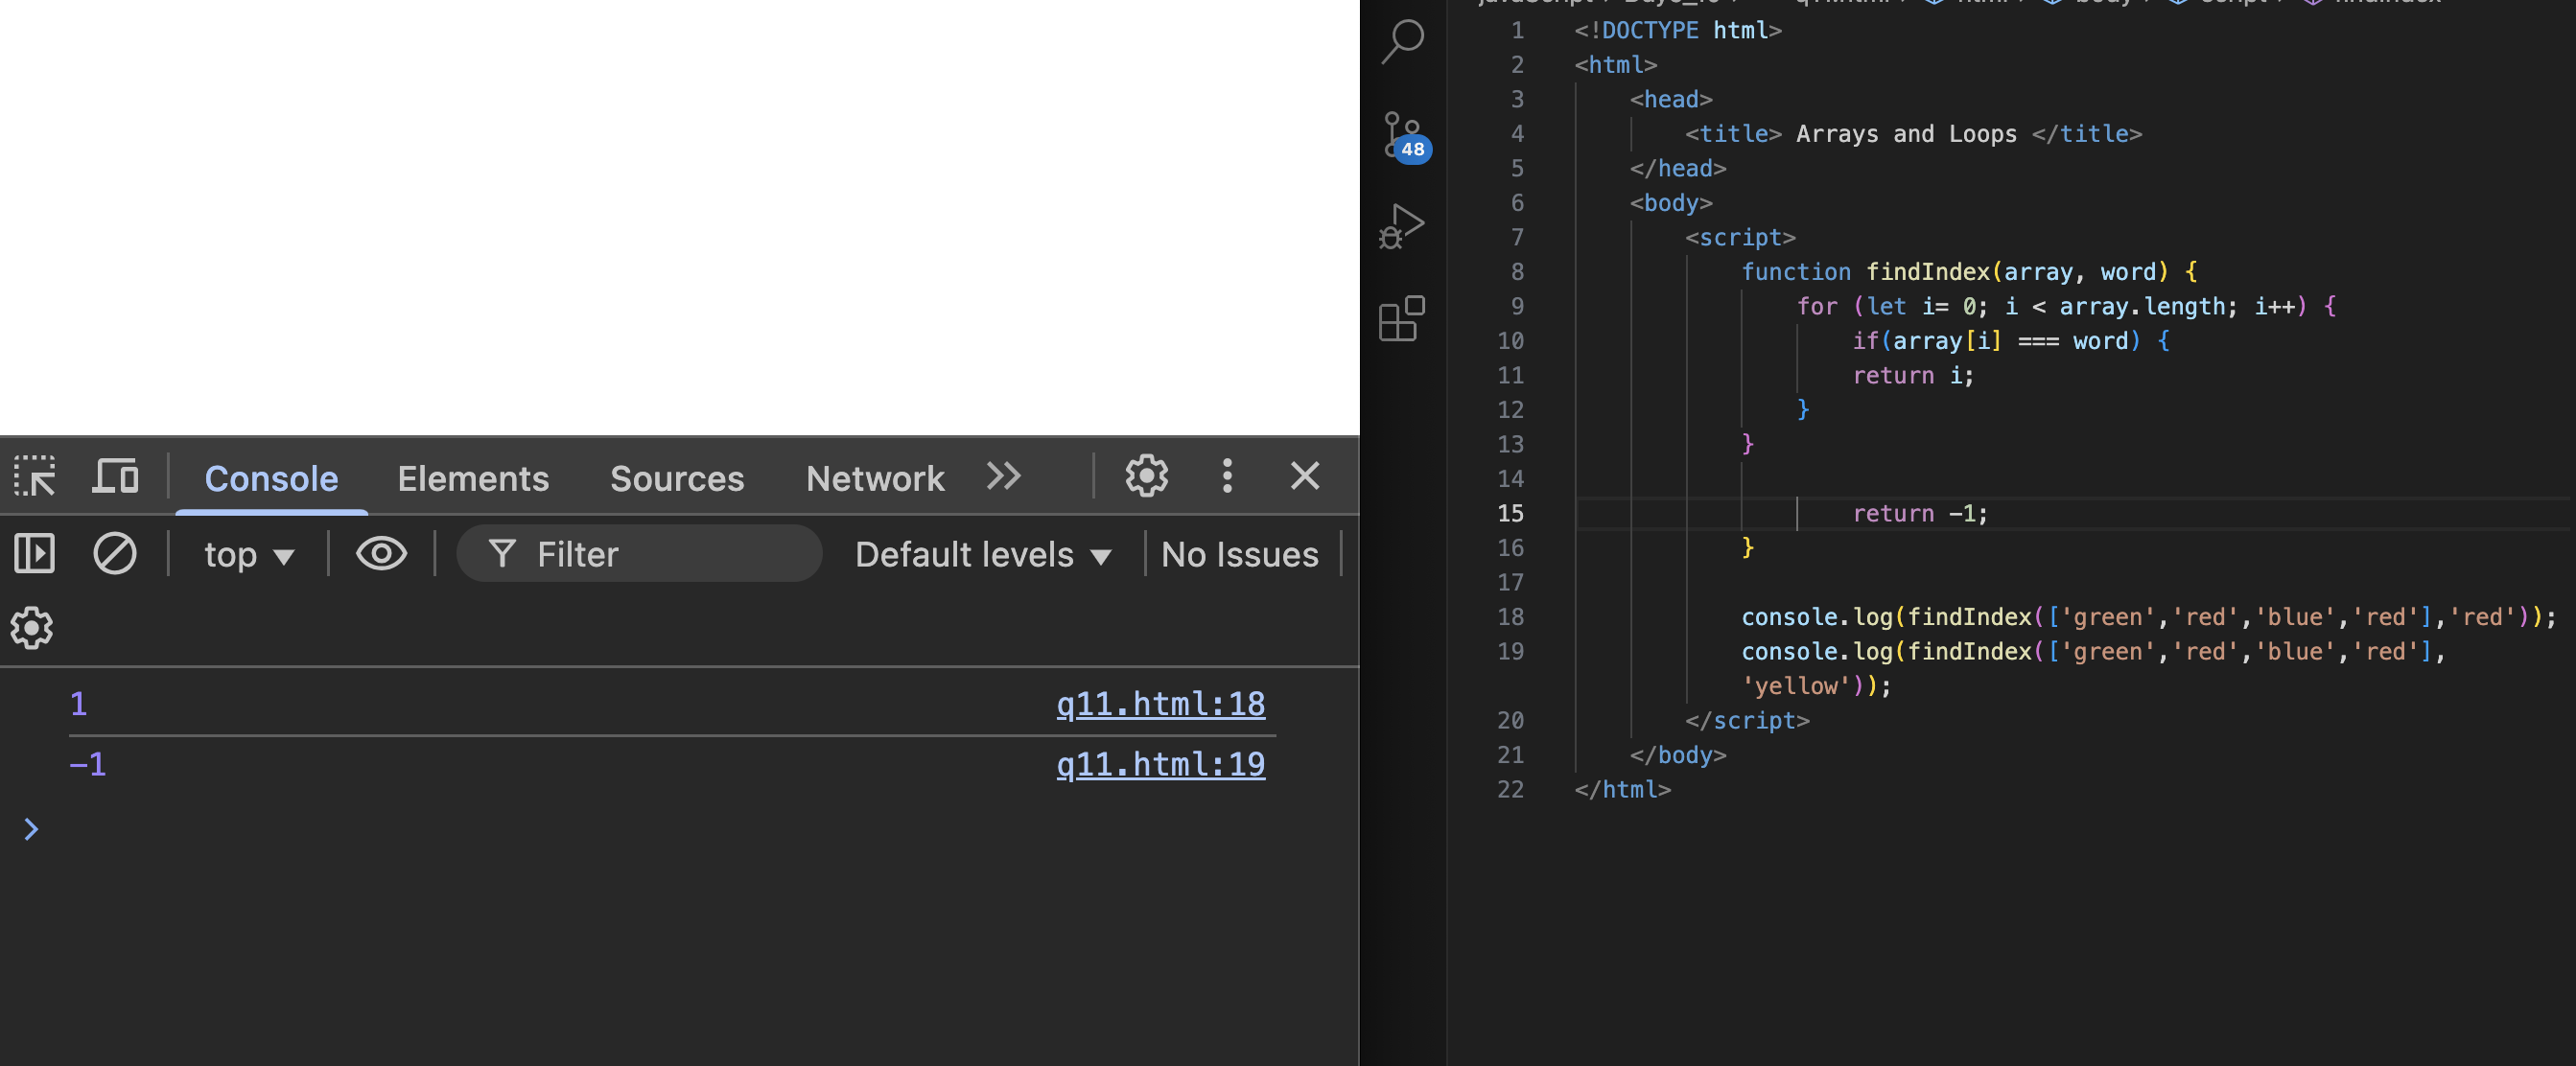 Console Elements Sources Network
top Filter Default levels No Issues
1 q11.html:18
-1 q11.html:19
48
1 <!DOCTYPE html>
2 <html>
3 <head>
4 <title> Arrays and Loops </title>
5 </head>
6 <body>
7 <script>
8 function findIndex(array, word) {
9 for (let i= 0; i < array.length; i++) {
10 if(array[i] === word) {
11 return i;
12 }
13 }
14
15 return -1;
16 }
17
18 console.log(findIndex(['green','red','blue','red'],'red'));
19 console.log(findIndex(['green','red','blue','red'],
'yellow'));
20 </script>
21 </body>
22 </html>